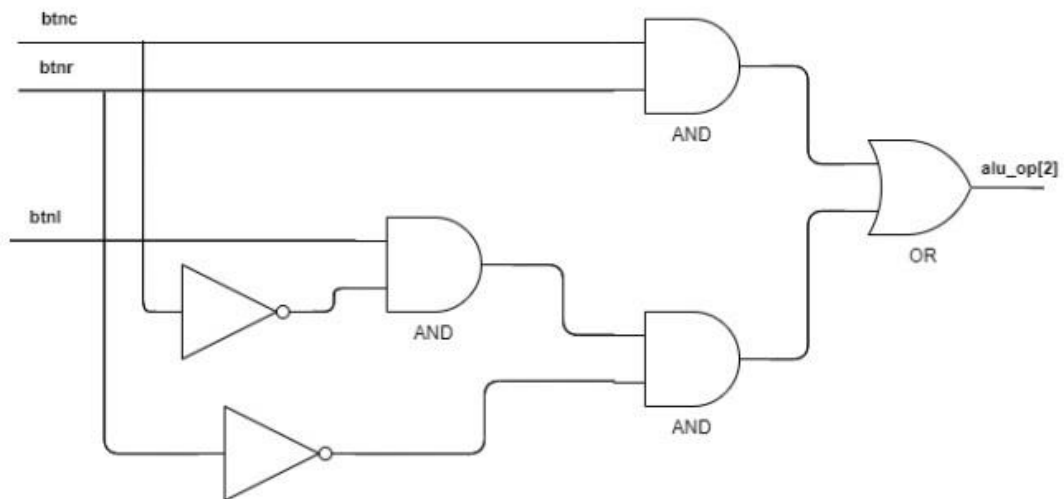 btnc
btnr
AND
alu_op[2]
btnl
OR
AND
AND